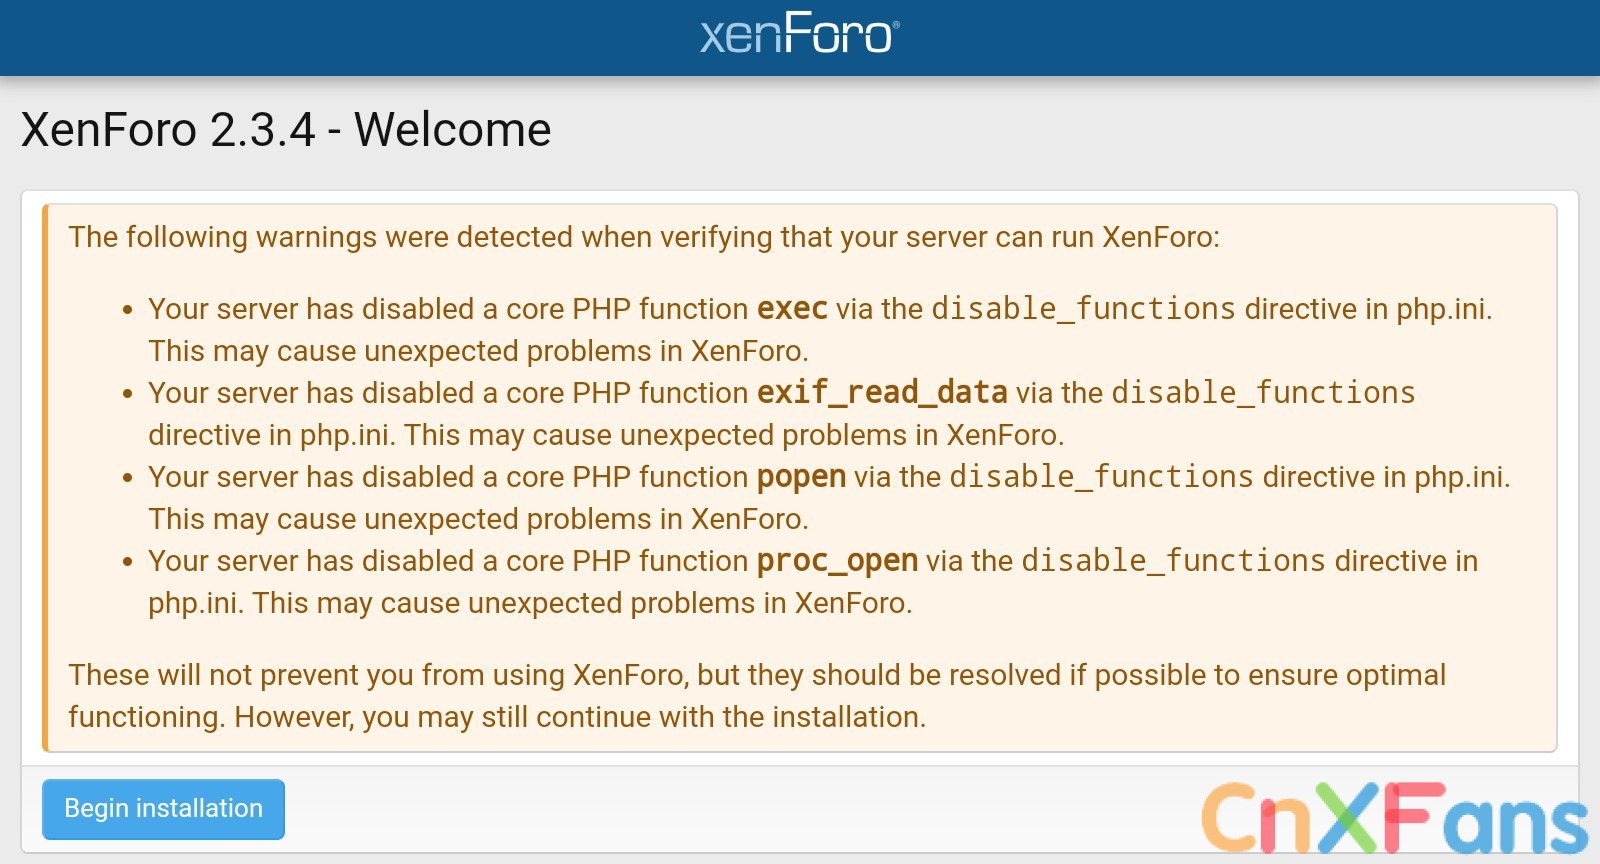 xenForo®
XenForo 2.3.4 - Welcome
The following warnings were detected when verifying that your server can run XenForo:
• Your server has disabled a core PHP function exec via the disable_functions directive in php.ini.
This may cause unexpected problems in XenForo.
• Your server has disabled a core PHP function exif_read_data via the disable_functions
directive in php.ini. This may cause unexpected problems in XenForo.
• Your server has disabled a core PHP function popen via the disable_functions directive in php.ini.
This may cause unexpected problems in XenForo.
• Your server has disabled a core PHP function proc_open via the disable_functions directive in
php.ini. This may cause unexpected problems in XenForo.
These will not prevent you from using XenForo, but they should be resolved if possible to ensure optimal
functioning. However, you may still continue with the installation.
Begin installation
CnXFans